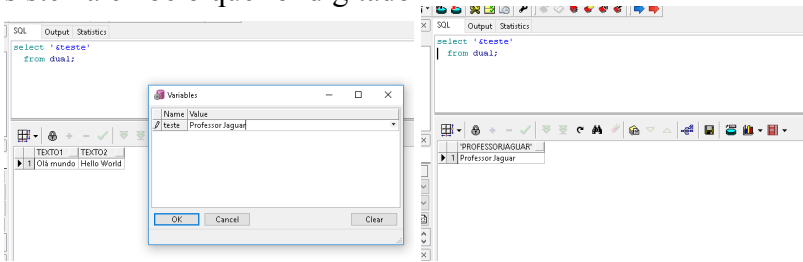 SQL Output Statistics
select '&teste'
from dual;
Variables
Name Value
teste Professor Jaguar
OK Cancel Clear
TEXTO1 TEXTO2
1 Olá mundo Hello World
SQL Output Statistics
select '&teste'
from dual;
'PROFESSORJAGUAR'
1 Professor Jaguar